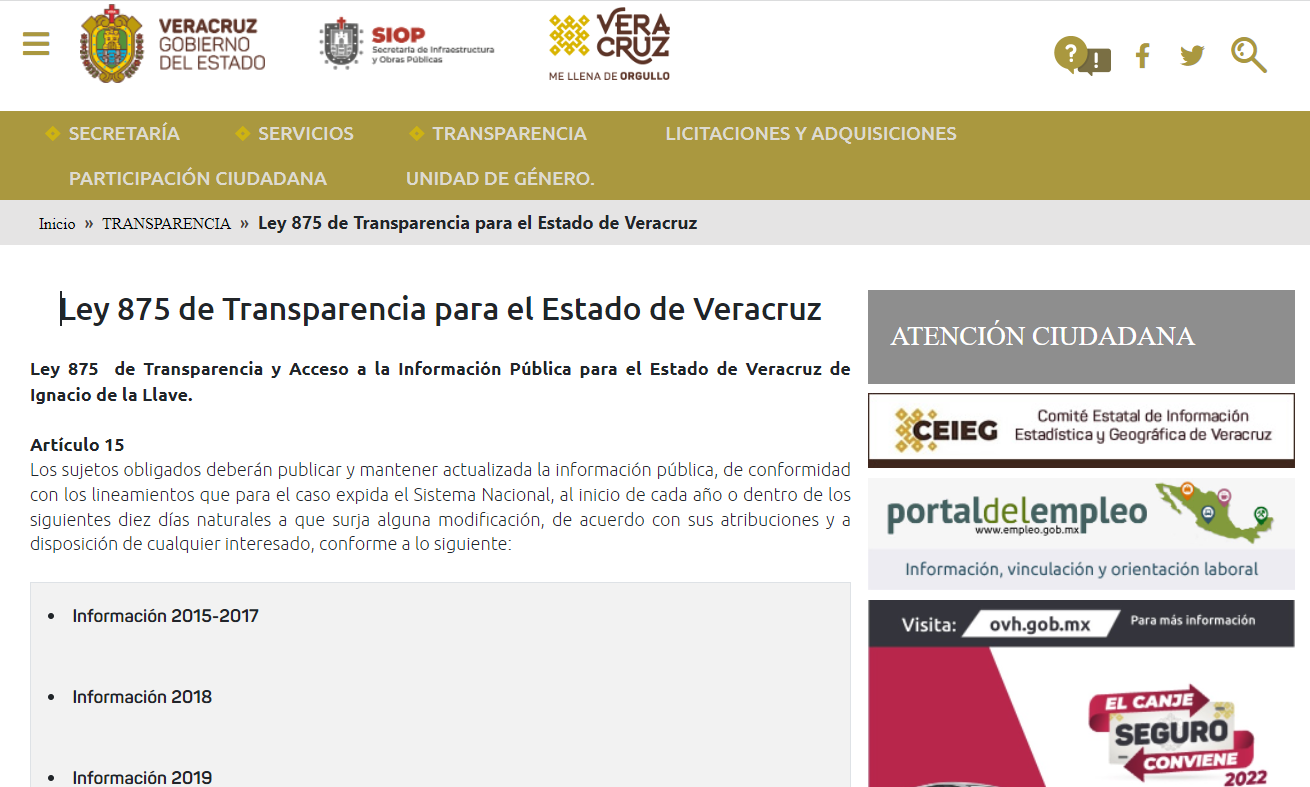 VERACRUZ
GOBIERNO
DEL ESTADO
SIOP
Secretaría de Infraestructura
y Obras Públicas
VERA
CRUZ
ME LLENA DE ORGULLO
SECRETARÍA
SERVICIOS
TRANSPARENCIA
LICITACIONES Y ADQUISICIONES
PARTICIPACIÓN CIUDADANA
UNIDAD DE GÉNERO.
Inicio » TRANSPARENCIA » Ley 875 de Transparencia para el Estado de Veracruz
Ley 875 de Transparencia para el Estado de Veracruz
Ley 875 de Transparencia y Acceso a la Información Pública para el Estado de Veracruz de
Ignacio de la Llave.
Artículo 15
Los sujetos obligados deberán publicar y mantener actualizada la información pública, de conformidad
con los lineamientos que para el caso expida el Sistema Nacional, al inicio de cada año o dentro de los
siguientes diez días naturales a que surja alguna modificación, de acuerdo con sus atribuciones y a
disposición de cualquier interesado, conforme a lo siguiente:
• Información 2015-2017
• Información 2018
• Información 2019
ATENCIÓN CIUDADANA
CEIEG
Comité Estatal de Información
Estadística y Geográfica de Veracruz
portaldelempleo
www.empleo.gob.mx
Información, vinculación y orientación laboral
Visita: ovh.gob.mx Para más información
EL CANJE
SEGURO
CONVIENE
2022